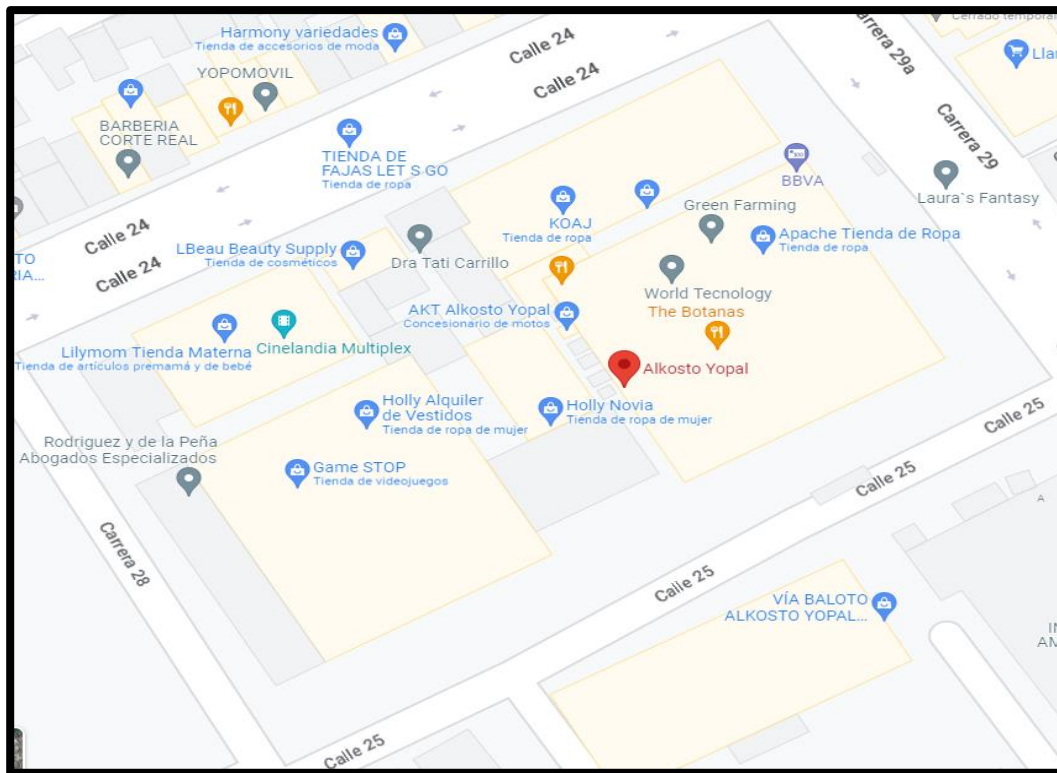 Cerrado tempora
Harmony variedades
Tienda de accesorios de moda
Calle 24
Carrera 29a
Llar
YOPOMOVIL
Calle 24
BARBERIA
CORTE REAL
Carrera 29
TIENDA DE
FAJAS LET S GO
Tienda de ropa
BBVA
Laura`s Fantasy
Green Farming
KOAJ
Tienda de ropa
Apache Tienda de Ropa
Tienda de ropa
Calle 24
LBeau Beauty Supply
Tienda de cosméticos
Dra Tati Carrillo
TO
RIA...
Calle 24
World Tecnology
The Botanas
AKT Alkosto Yopal
Concesionario de motos
Lilymom Tienda Materna
Tienda de artículos premamá y de bebé
Cinelandia Multiplex
Alkosto Yopal
Holly Alquiler
de Vestidos
Tienda de ropa de mujer
Holly Novia
Tienda de ropa de mujer
Calle 25
Rodriguez y de la Peña
Abogados Especializados
Game STOP
Tienda de videojuegos
Calle 25
A
Carrera 28
Calle 25
VÍA BALOTO
ALKOSTO YOPAL...
AM
Calle 25